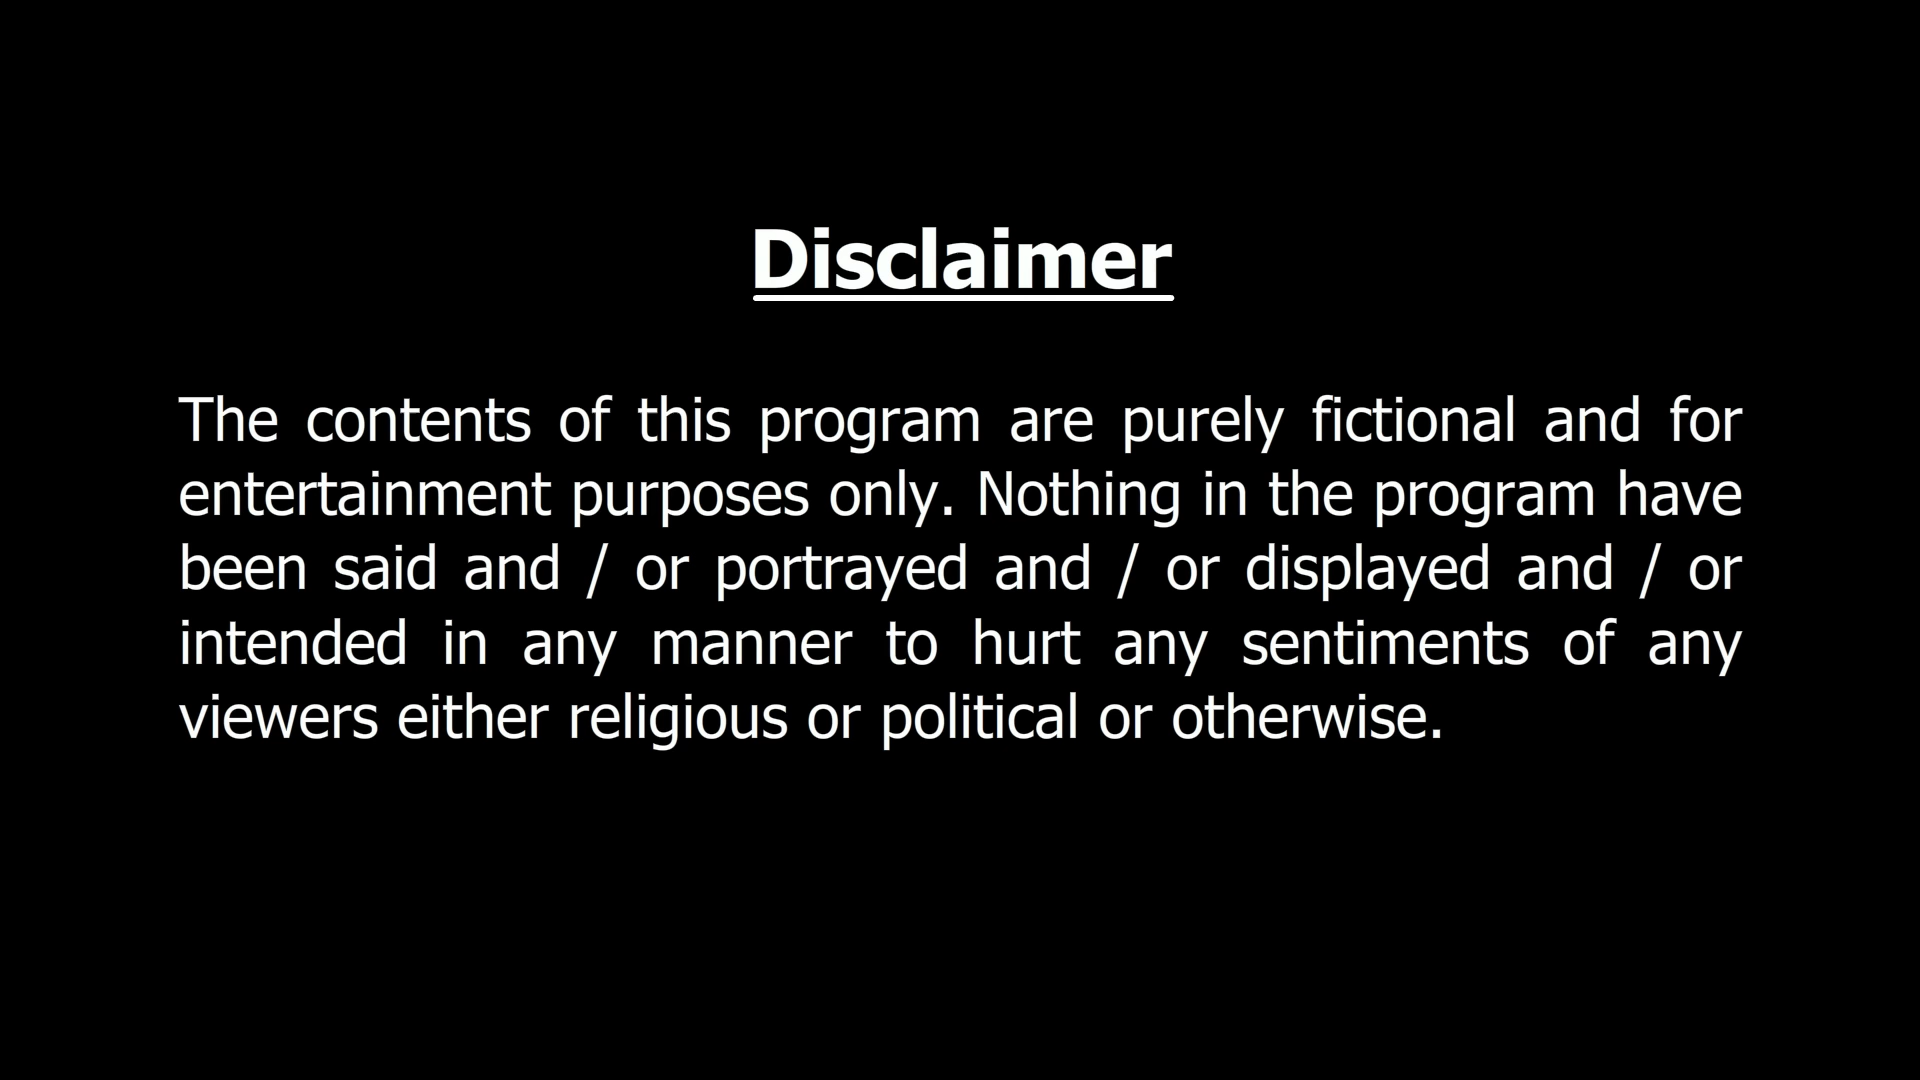 Disclaimer
The contents of this program are purely fictional and for
entertainment purposes only. Nothing in the program have
been said and / or portrayed and / or displayed and / or
intended in any manner to hurt any sentiments of any
viewers either religious or political or otherwise.